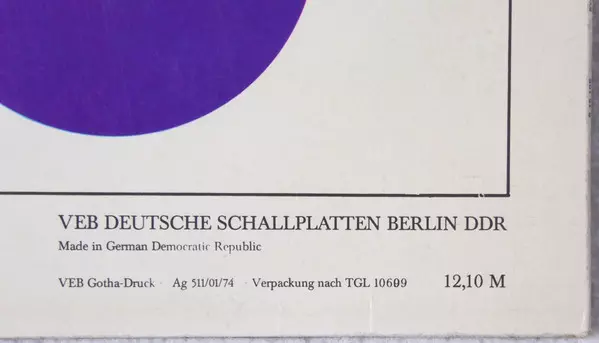 VEB DEUTSCHE SCHALLPLATTEN BERLIN DDR
Made in German Democratic Republic
VEB Gotha-Druck · Ag 511/01/74 · Verpackung nach TGL 10609 12,10 M